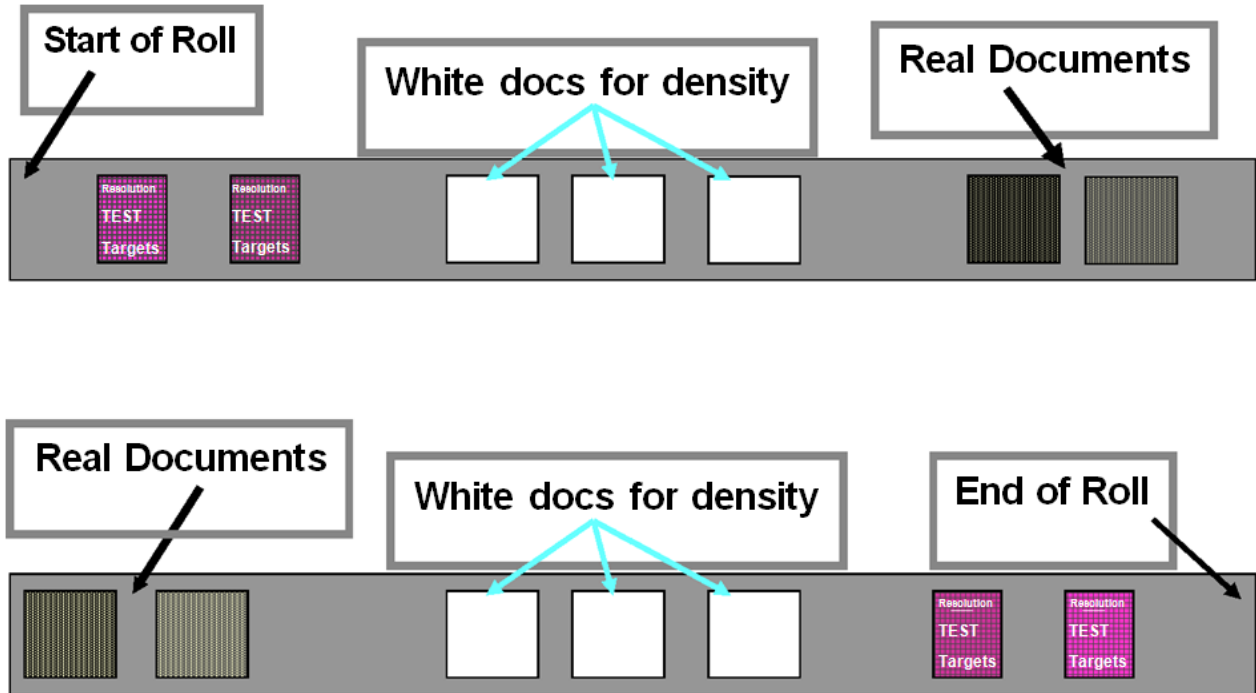 Start of Roll
White docs for density
Real Documents
Resolution
TEST
Targets
Resolution
TEST
Targets
Real Documents
White docs for density
End of Roll
Resolution
TEST
Targets
Resolution
TEST
Targets